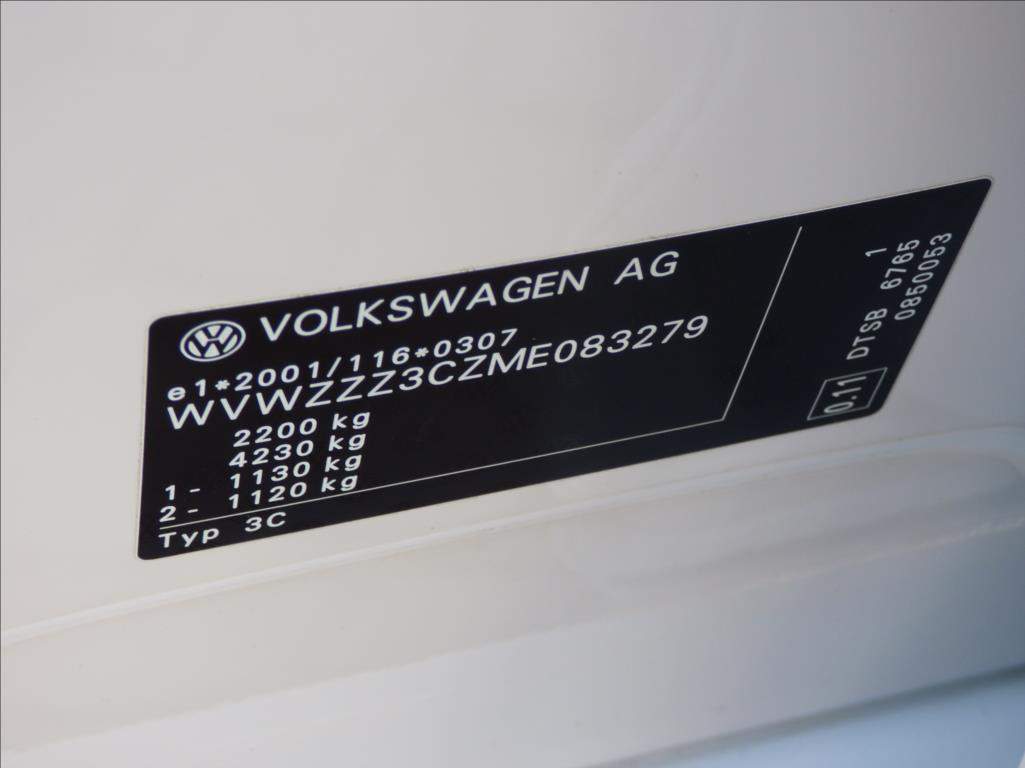 VOLKSWAGEN AG
e1*2001/116*0307
WVWZZZ3CZME083279
2200 kg
4230 kg
1 - 1130 kg
2 - 1120 kg
Typ 3C
0.11 DTSB 6765 1
0850053